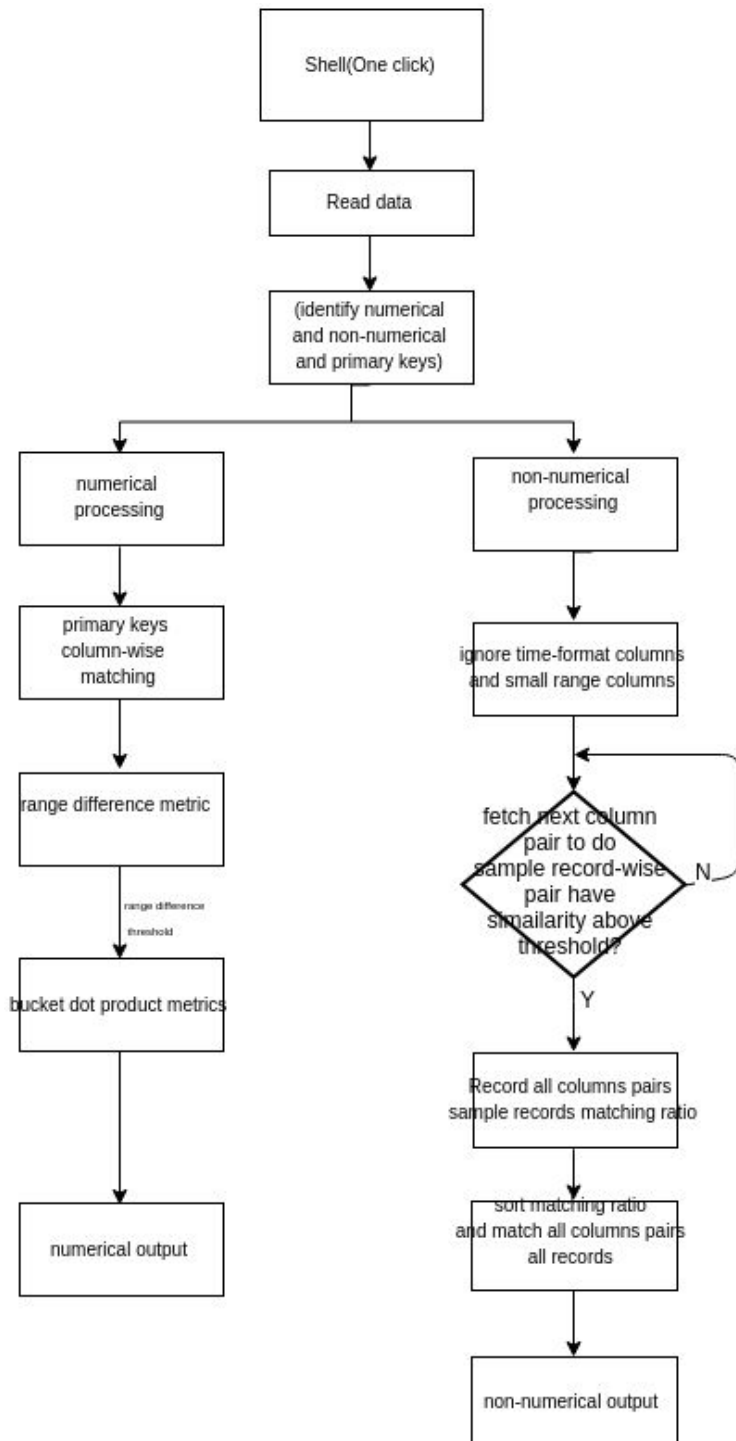 Shell(One click)
Read data
(identify numerical
and non-numerical
and primary keys)
numerical
processing
non-numerical
processing
primary keys
column-wise
matching
ignore time-format columns
and small range columns
range difference metric
fetch next column
pair to do
sample record-wise
pair have
simailarity above
threshold?
N
range difference
threshold
bucket dot product metrics
Y
Record all columns pairs
sample records matching ratio
sort matching ratio
and match all columns pairs
all records
numerical output
non-numerical output